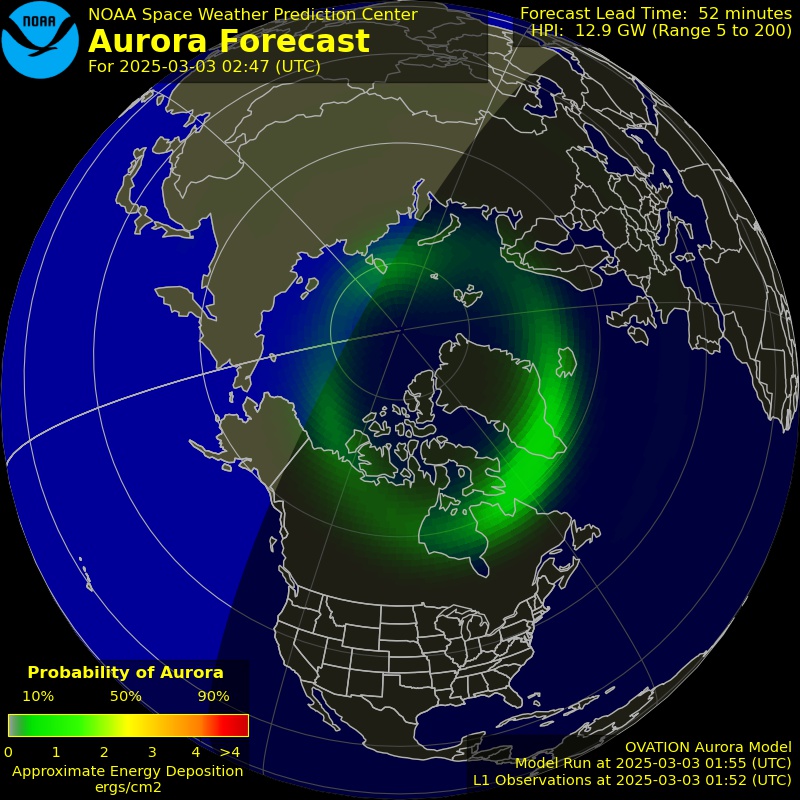 NOAA
NOAA Space Weather Prediction Center
Aurora Forecast
For 2025-03-03 02:47 (UTC)
Forecast Lead Time: 52 minutes
HPI: 12.9 GW (Range 5 to 200)
Probability of Aurora
10% 50% 90%
0 1 2 3 4 >4
Approximate Energy Deposition
ergs/cm2
OVATION Aurora Model
Model Run at 2025-03-03 01:55 (UTC)
L1 Observations at 2025-03-03 01:52 (UTC)